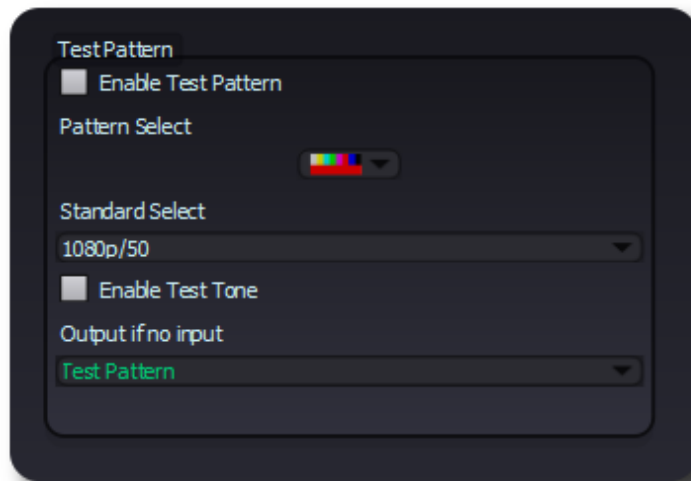 Test Pattern
Enable Test Pattern
Pattern Select
Standard Select
1080p/50
Enable Test Tone
Output if no input
Test Pattern